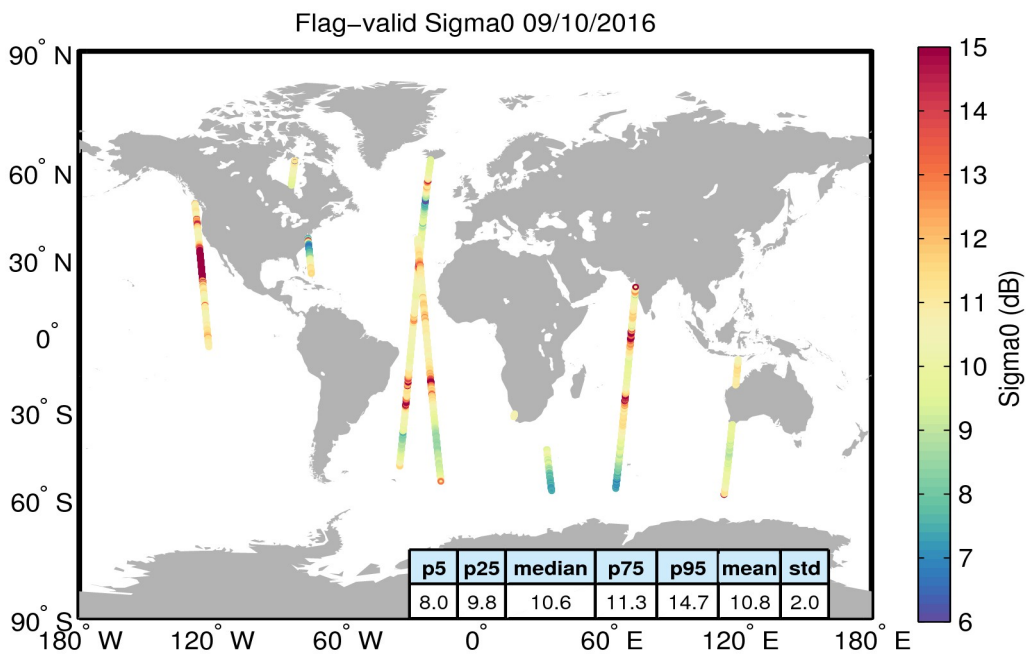 Flag−valid Sigma0 09/10/2016
90° N
60° N
30° N
0°
30° S
60° S
90° S
180° W
120° W
60° W
0°
60° E
120° E
180° E
p5 p25 median p75 p95 mean std
8.0 9.8 10.6 11.3 14.7 10.8 2.0
15
14
13
12
11
10
9
8
7
6
Sigma0 (dB)